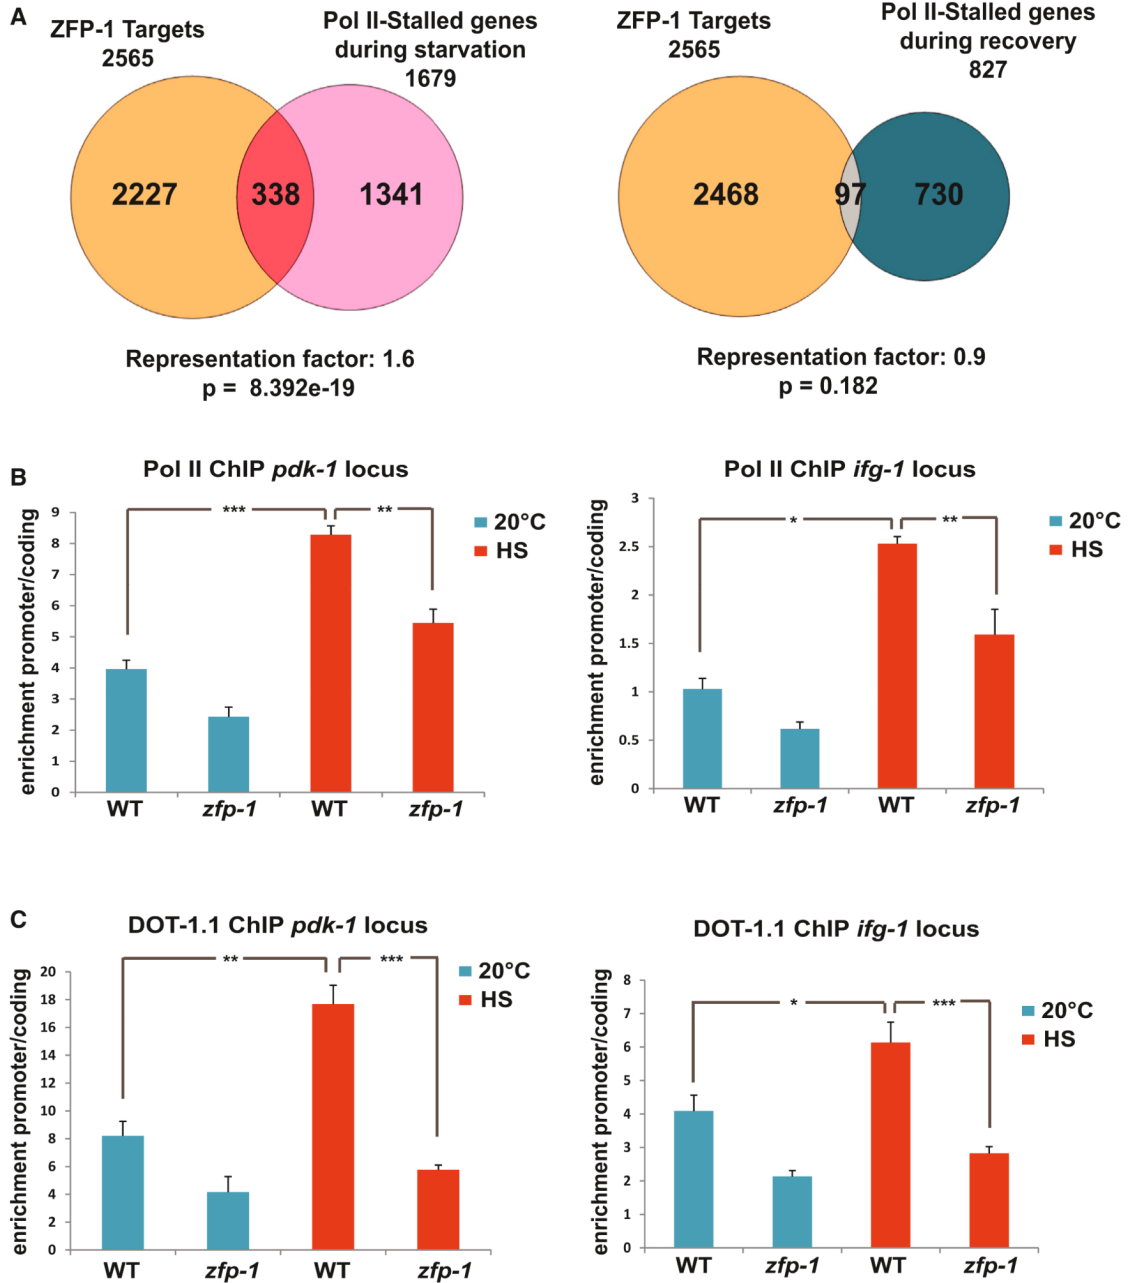 A
ZFP-1 Targets
2565
Pol II-Stalled genes
during starvation
1679
2227
338
1341
Representation factor: 1.6
p = 8.392e-19
ZFP-1 Targets
2565
Pol II-Stalled genes
during recovery
827
2468
97
730
Representation factor: 0.9
p = 0.182
B
Pol II ChIP pdk-1 locus
enrichment promoter/coding
9
8
7
6
5
4
3
2
1
0
***
**
20°C
HS
WT
zfp-1
WT
zfp-1
Pol II ChIP ifg-1 locus
enrichment promoter/coding
3
2.5
2
1.5
1
0.5
0
*
**
20°C
HS
WT
zfp-1
WT
zfp-1
C
DOT-1.1 ChIP pdk-1 locus
enrichment promoter/coding
20
18
16
14
12
10
8
6
4
2
0
**
***
20°C
HS
WT
zfp-1
WT
zfp-1
DOT-1.1 ChIP ifg-1 locus
enrichment promoter/coding
8
7
6
5
4
3
2
1
0
*
***
20°C
HS
WT
zfp-1
WT
zfp-1